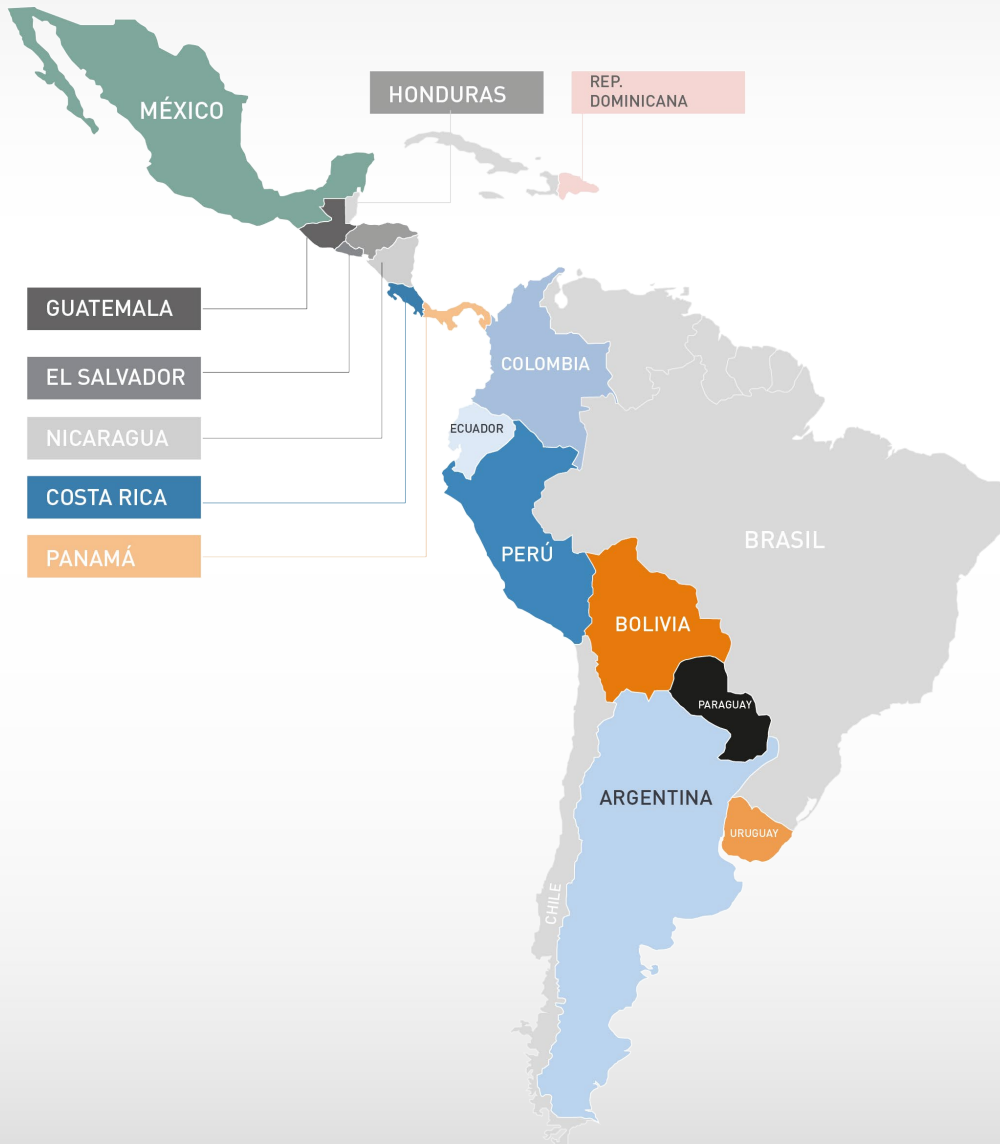 MÉXICO
HONDURAS
REP.
DOMINICANA
GUATEMALA
EL SALVADOR
NICARAGUA
COSTA RICA
PANAMÁ
COLOMBIA
ECUADOR
PERÚ
BRASIL
BOLIVIA
PARAGUAY
ARGENTINA
URUGUAY
CHILE